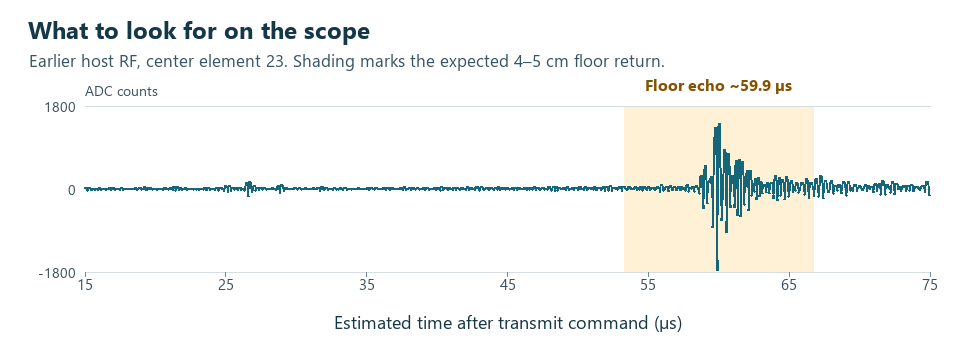 What to look for on the scope
Earlier host RF, center element 23. Shading marks the expected 4–5 cm floor return.
ADC counts
Floor echo ~59.9 µs
1800
0
-1800
15 25 35 45 55 65 75
Estimated time after transmit command (µs)